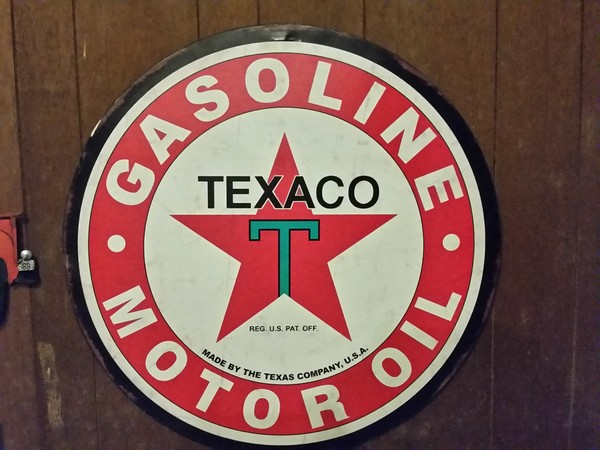 GASOLINE
TEXACO
T
REG. U.S. PAT. OFF.
MADE BY THE TEXAS COMPANY, U.S.A.
MOTOR OIL